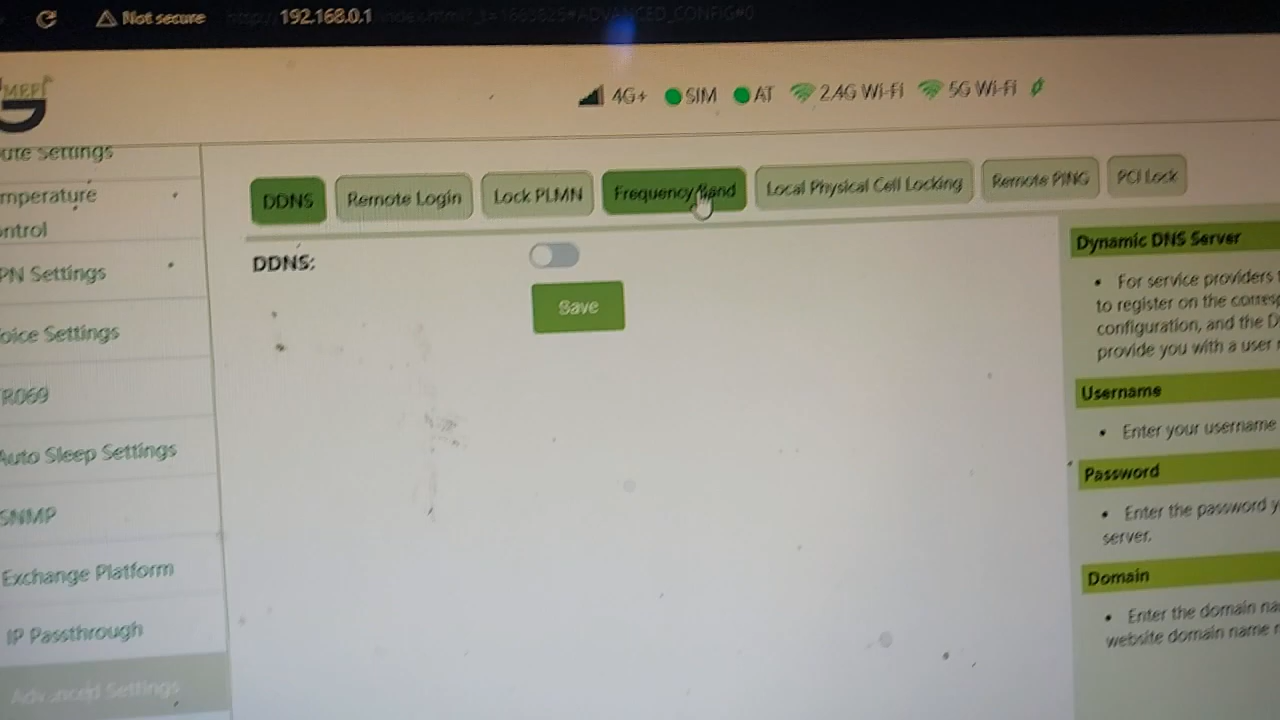 Not secure
192.168.0.1
4G+
SIM
AT
2.4G Wi-Fi
5G Wi-Fi
ute Settings
mperature
ntrol
PN Settings
oice Settings
R069
Auto Sleep Settings
SNMP
Exchange Platform
IP Passthrough
Advanced Settings
DDNS
Remote Login
Lock PLMN
Frequency Band
Local Physical Cell Locking
Remote PING
PCI Lock
DDNS:
Save
Dynamic DNS Server
• For service providers
to register on the
configuration, and the D
provide you with a user
Username
• Enter your username
Password
• Enter the password y
server.
Domain
• Enter the domain na
website domain name